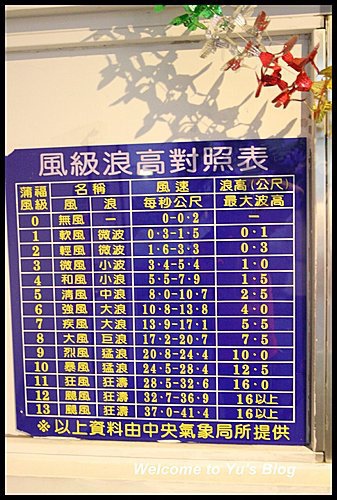 風級浪高對照表
蒲福風級 名稱 風速 浪高(公尺)
風 浪 每秒公尺 最大波高
0 無風 一 0-0·2 一
1 軟風 微波 0·3-1·5 0·1
2 輕風 微波 1·6-3·3 0·3
3 微風 小波 3·4-5·4 1·0
4 和風 小浪 5·5-7·9 1·5
5 清風 中浪 8·0-10·7 2·5
6 強風 大浪 10·8-13·8 4·0
7 疾風 大浪 13·9-17·1 5·5
8 大風 巨浪 17·2-20·7 7·5
9 烈風 猛浪 20·8-24·4 10·0
10 暴風 猛浪 24·5-28·4 12·5
11 狂風 狂濤 28·5-32·6 16·0
12 颶風 狂濤 32·7-36·9 16以上
13 颶風 狂濤 37·0-41·4 16以上
※以上資料由中央氣象局所提供
Welcome to Yu's Blog